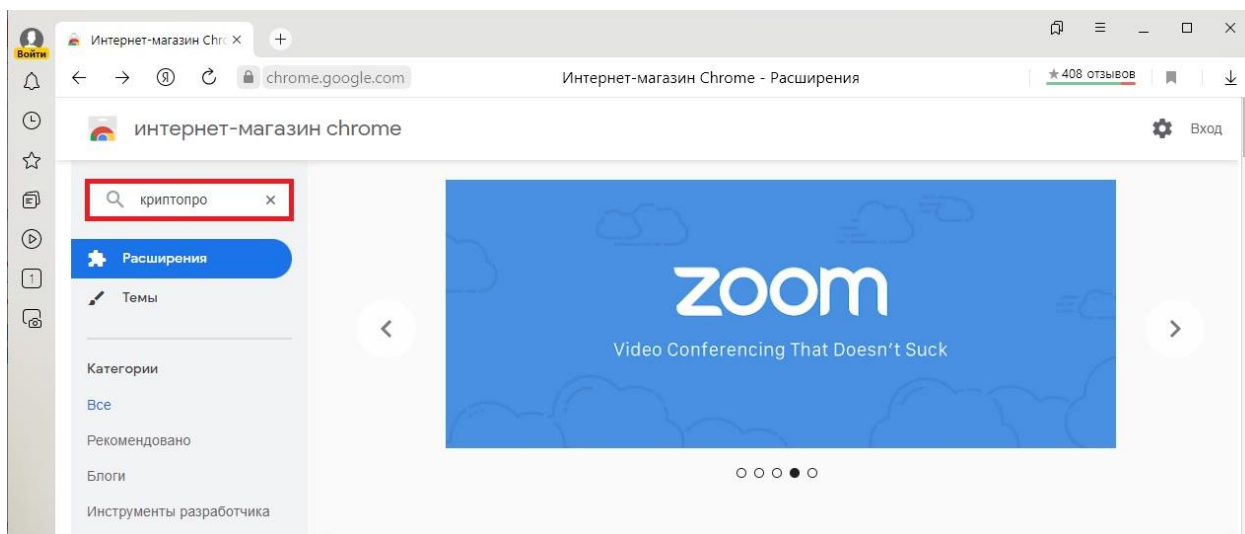 Войти
Интернет-магазин Chrc
chrome.google.com
Интернет-магазин Chrome - Расширения
408 отзывов
интернет-магазин chrome
Вход
криптопро
Расширения
Темы
Категории
Все
Рекомендовано
Блоги
Инструменты разработчика
zoom
Video Conferencing That Doesn't Suck
1